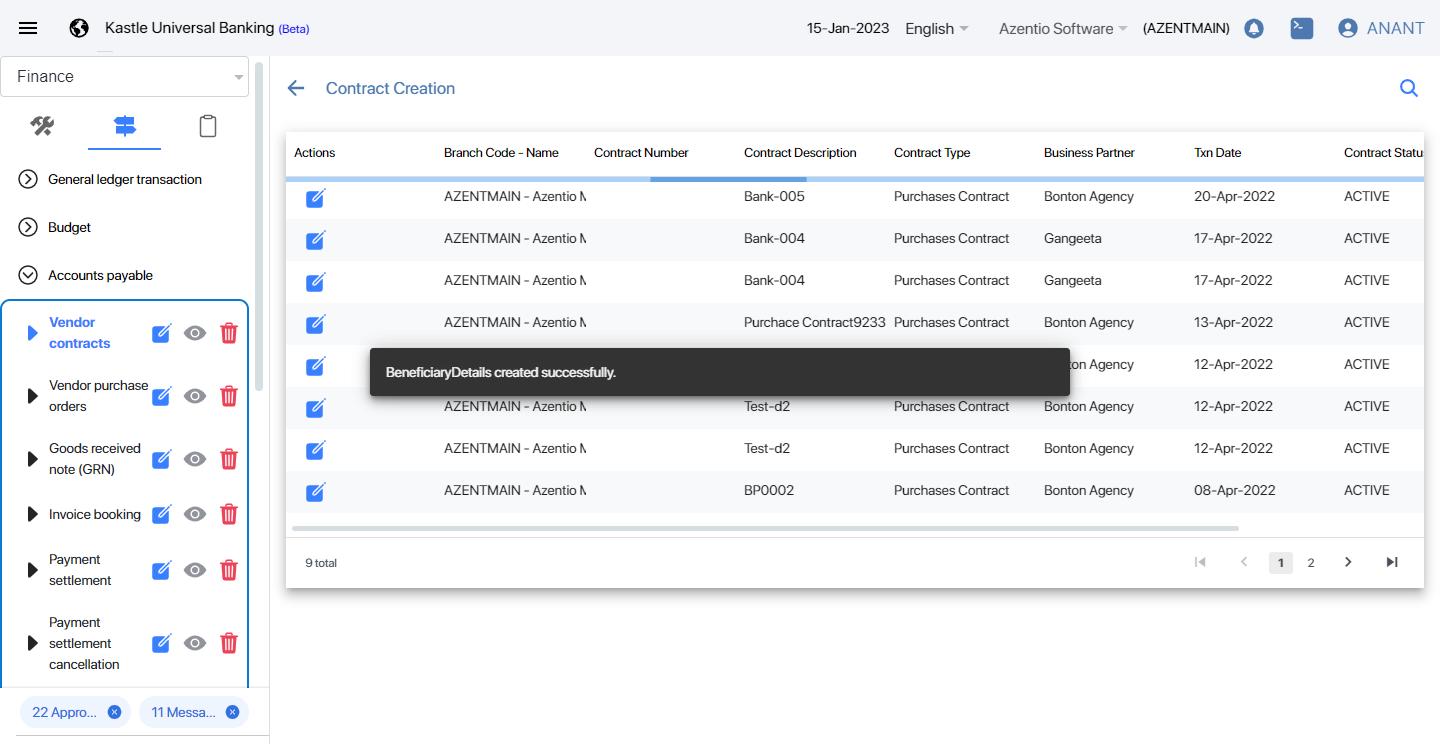 Kastle Universal Banking (Beta)
15-Jan-2023
English
Azentio Software
(AZENTMAIN)
ANANT
Finance
General ledger transaction
Budget
Accounts payable
Vendor
contracts
Vendor purchase
orders
Goods received
note (GRN)
Invoice booking
Payment
settlement
Payment
settlement
cancellation
22 Appro...
11 Messa...
Contract Creation
Actions Branch Code - Name Contract Number Contract Description Contract Type Business Partner Txn Date Contract Statu
AZENTMAIN - Azentio M Bank-005 Purchases Contract Bonton Agency 20-Apr-2022 ACTIVE
AZENTMAIN - Azentio M Bank-004 Purchases Contract Gangeeta 17-Apr-2022 ACTIVE
AZENTMAIN - Azentio M Bank-004 Purchases Contract Gangeeta 17-Apr-2022 ACTIVE
AZENTMAIN - Azentio M Purchace Contract9233 Purchases Contract Bonton Agency 13-Apr-2022 ACTIVE
Agency 12-Apr-2022 ACTIVE
BeneficiaryDetails created successfully.
AZENTMAIN - Azentio M Test-d2 Purchases Contract Bonton Agency 12-Apr-2022 ACTIVE
AZENTMAIN - Azentio M Test-d2 Purchases Contract Bonton Agency 12-Apr-2022 ACTIVE
AZENTMAIN - Azentio M BP0002 Purchases Contract Bonton Agency 08-Apr-2022 ACTIVE
9 total
1 2